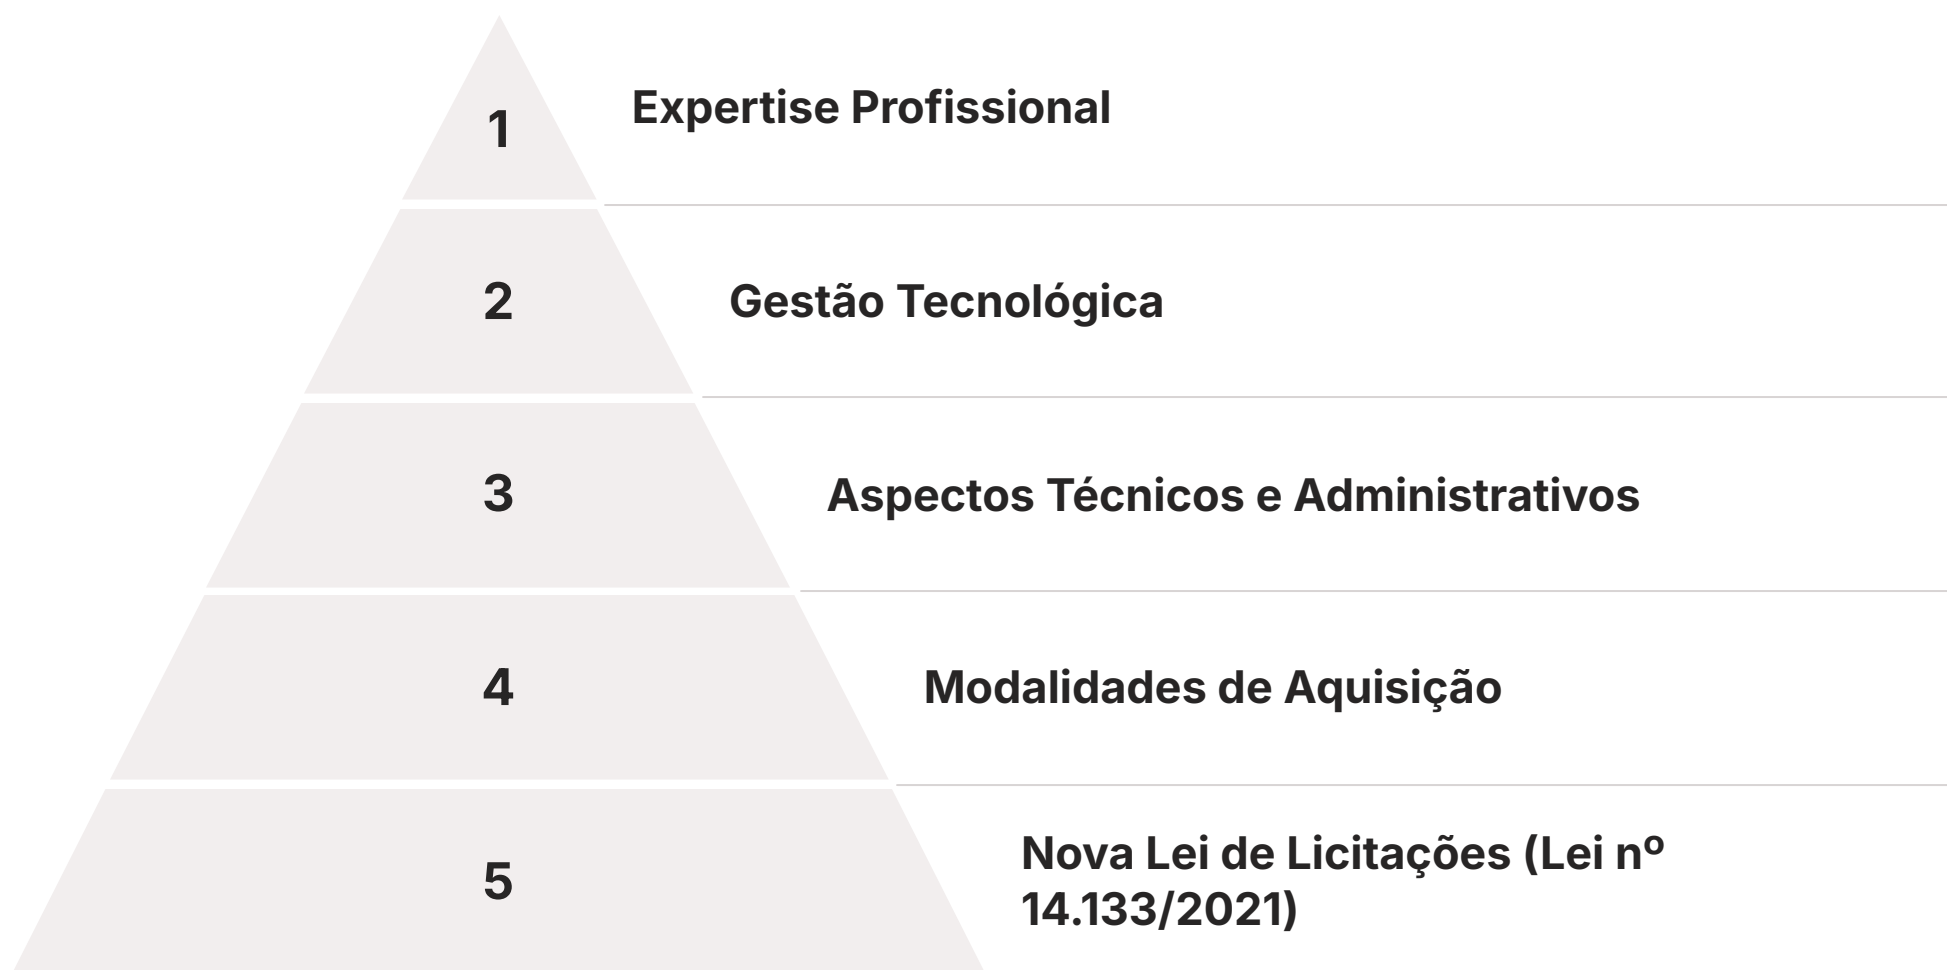 1
Expertise Profissional
2
Gestão Tecnológica
3
Aspectos Técnicos e Administrativos
4
Modalidades de Aquisição
5
Nova Lei de Licitações (Lei nº
14.133/2021)